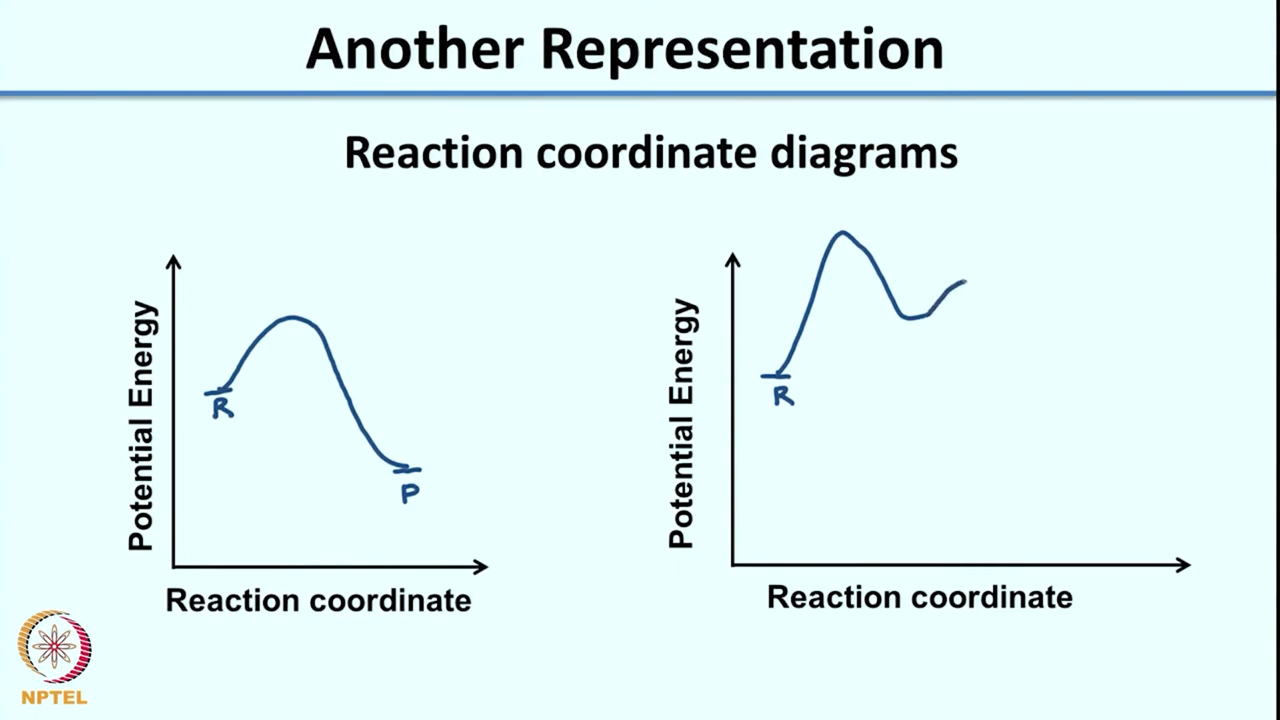 Another Representation
Reaction coordinate diagrams
Potential Energy
R
P
Reaction coordinate
Potential Energy
R
Reaction coordinate
NPTEL